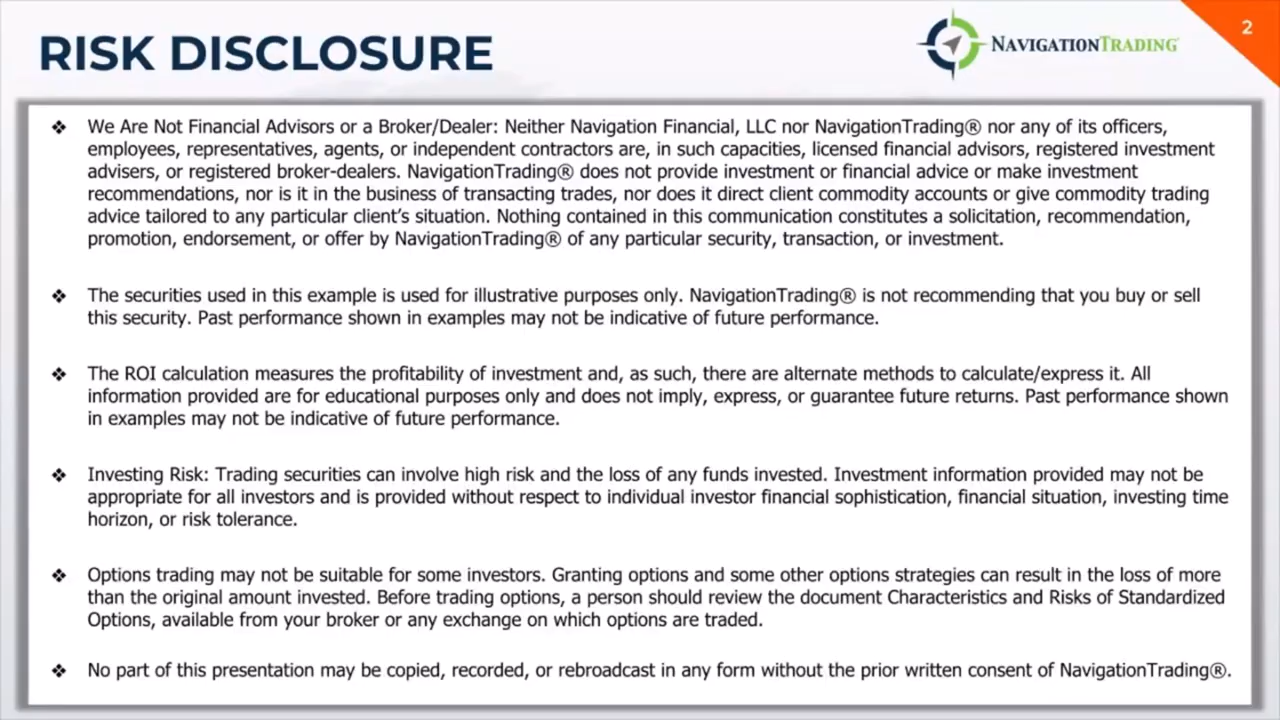 RISK DISCLOSURE
NAVIGATIONTRADING®
2
❖ We Are Not Financial Advisors or a Broker/Dealer: Neither Navigation Financial, LLC nor NavigationTrading® nor any of its officers,
employees, representatives, agents, or independent contractors are, in such capacities, licensed financial advisors, registered investment
advisers, or registered broker-dealers. NavigationTrading® does not provide investment or financial advice or make investment
recommendations, nor is it in the business of transacting trades, nor does it direct client commodity accounts or give commodity trading
advice tailored to any particular client's situation. Nothing contained in this communication constitutes a solicitation, recommendation,
promotion, endorsement, or offer by NavigationTrading® of any particular security, transaction, or investment.
❖ The securities used in this example is used for illustrative purposes only. NavigationTrading® is not recommending that you buy or sell
this security. Past performance shown in examples may not be indicative of future performance.
❖ The ROI calculation measures the profitability of investment and, as such, there are alternate methods to calculate/express it. All
information provided are for educational purposes only and does not imply, express, or guarantee future returns. Past performance shown
in examples may not be indicative of future performance.
❖ Investing Risk: Trading securities can involve high risk and the loss of any funds invested. Investment information provided may not be
appropriate for all investors and is provided without respect to individual investor financial sophistication, financial situation, investing time
horizon, or risk tolerance.
❖ Options trading may not be suitable for some investors. Granting options and some other options strategies can result in the loss of more
than the original amount invested. Before trading options, a person should review the document Characteristics and Risks of Standardized
Options, available from your broker or any exchange on which options are traded.
❖ No part of this presentation may be copied, recorded, or rebroadcast in any form without the prior written consent of NavigationTrading®.